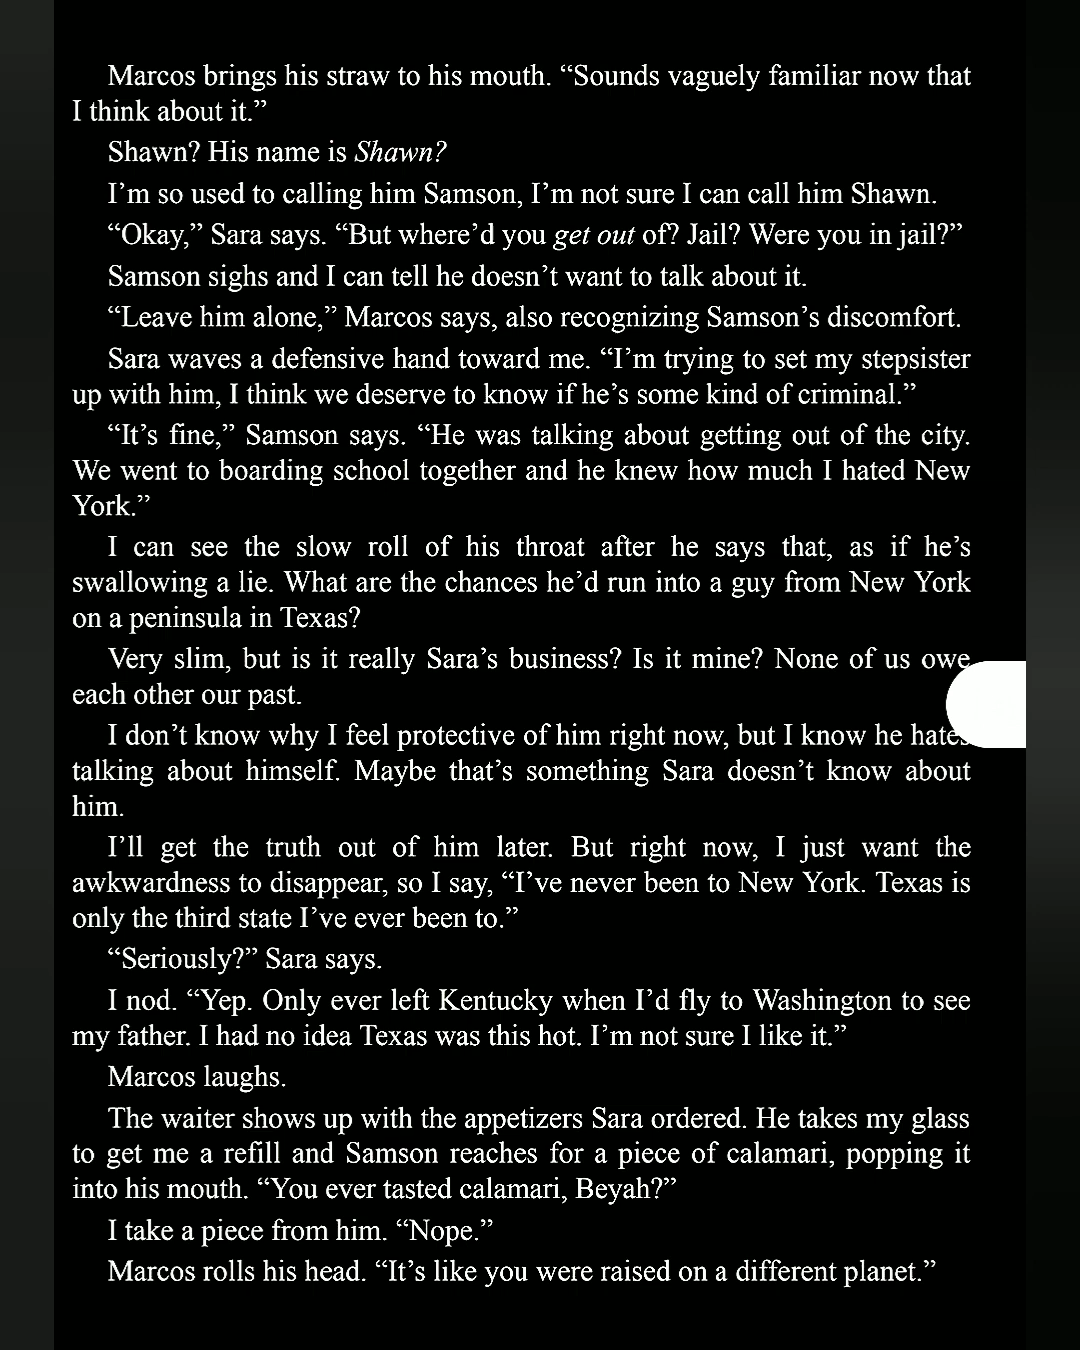 Marcos brings his straw to his mouth. “Sounds vaguely familiar now that
I think about it.”
Shawn? His name is Shawn?
I’m so used to calling him Samson, I’m not sure I can call him Shawn.
“Okay,” Sara says. “But where’d you get out of? Jail? Were you in jail?”
Samson sighs and I can tell he doesn’t want to talk about it.
“Leave him alone,” Marcos says, also recognizing Samson’s discomfort.
Sara waves a defensive hand toward me. “I’m trying to set my stepsister
up with him, I think we deserve to know if he’s some kind of criminal.”
“It’s fine,” Samson says. “He was talking about getting out of the city.
We went to boarding school together and he knew how much I hated New
York.”
I can see the slow roll of his throat after he says that, as if he’s
swallowing a lie. What are the chances he’d run into a guy from New York
on a peninsula in Texas?
Very slim, but is it really Sara’s business? Is it mine? None of us owe
each other our past.
I don’t know why I feel protective of him right now, but I know he hates
talking about himself. Maybe that’s something Sara doesn’t know about
him.
I’ll get the truth out of him later. But right now, I just want the
awkwardness to disappear, so I say, “I’ve never been to New York. Texas is
only the third state I’ve ever been to.”
“Seriously?” Sara says.
I nod. “Yep. Only ever left Kentucky when I’d fly to Washington to see
my father. I had no idea Texas was this hot. I’m not sure I like it.”
Marcos laughs.
The waiter shows up with the appetizers Sara ordered. He takes my glass
to get me a refill and Samson reaches for a piece of calamari, popping it
into his mouth. “You ever tasted calamari, Beyah?”
I take a piece from him. “Nope.”
Marcos rolls his head. “It’s like you were raised on a different planet.”